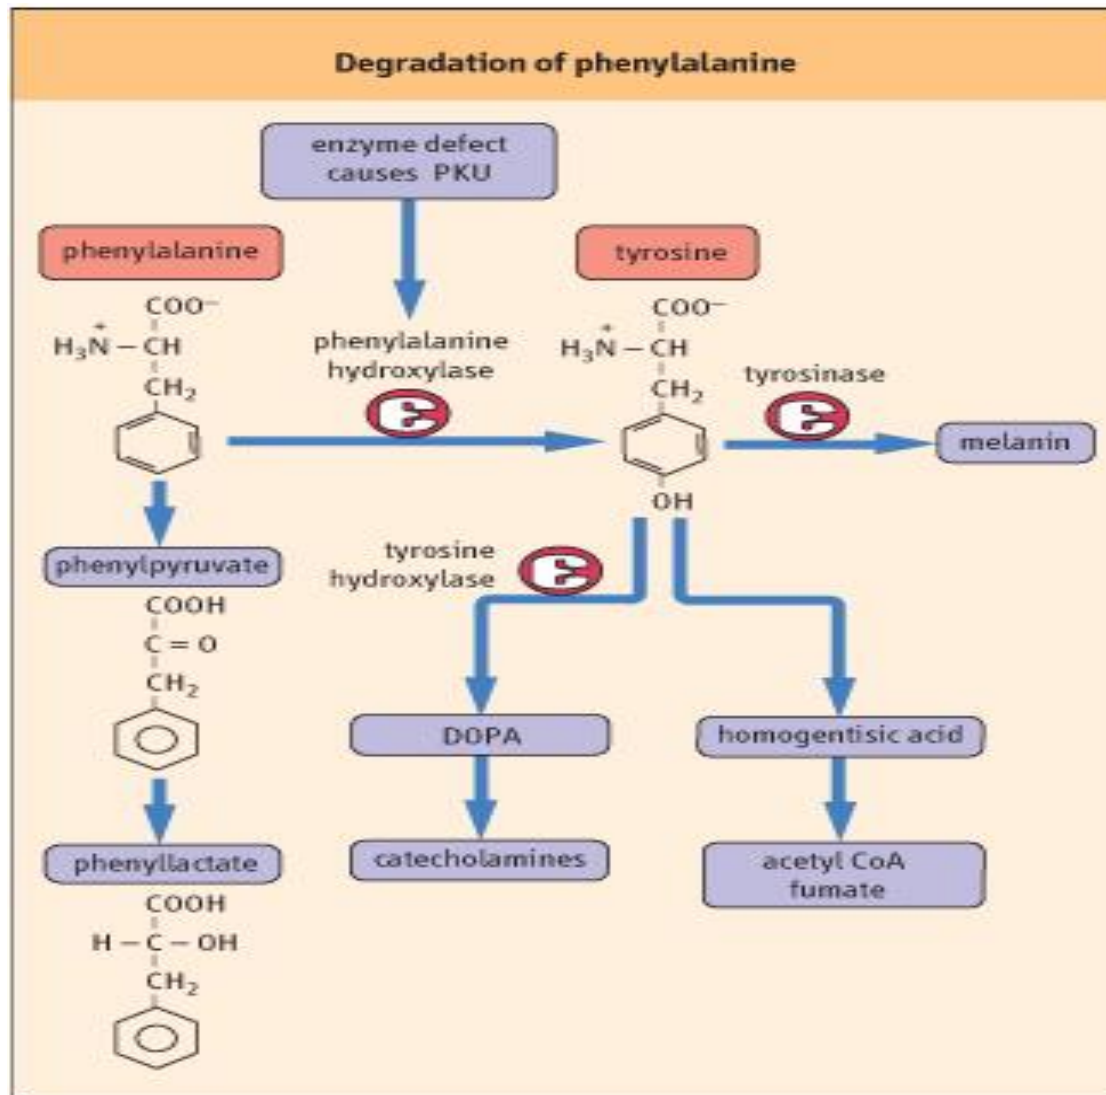 Degradation of phenylalanine
enzyme defect
causes PKU
phenylalanine
tyrosine
COO⁻
H₃N⁺ – CH
CH₂
phenylalanine
hydroxylase
COO⁻
H₃N⁺ – CH
CH₂
OH
tyrosinase
melanin
phenylpyruvate
COOH
C = O
CH₂
tyrosine
hydroxylase
DOPA
homogentisic acid
phenyllactate
COOH
H – C – OH
CH₂
catecholamines
acetyl CoA
fumate